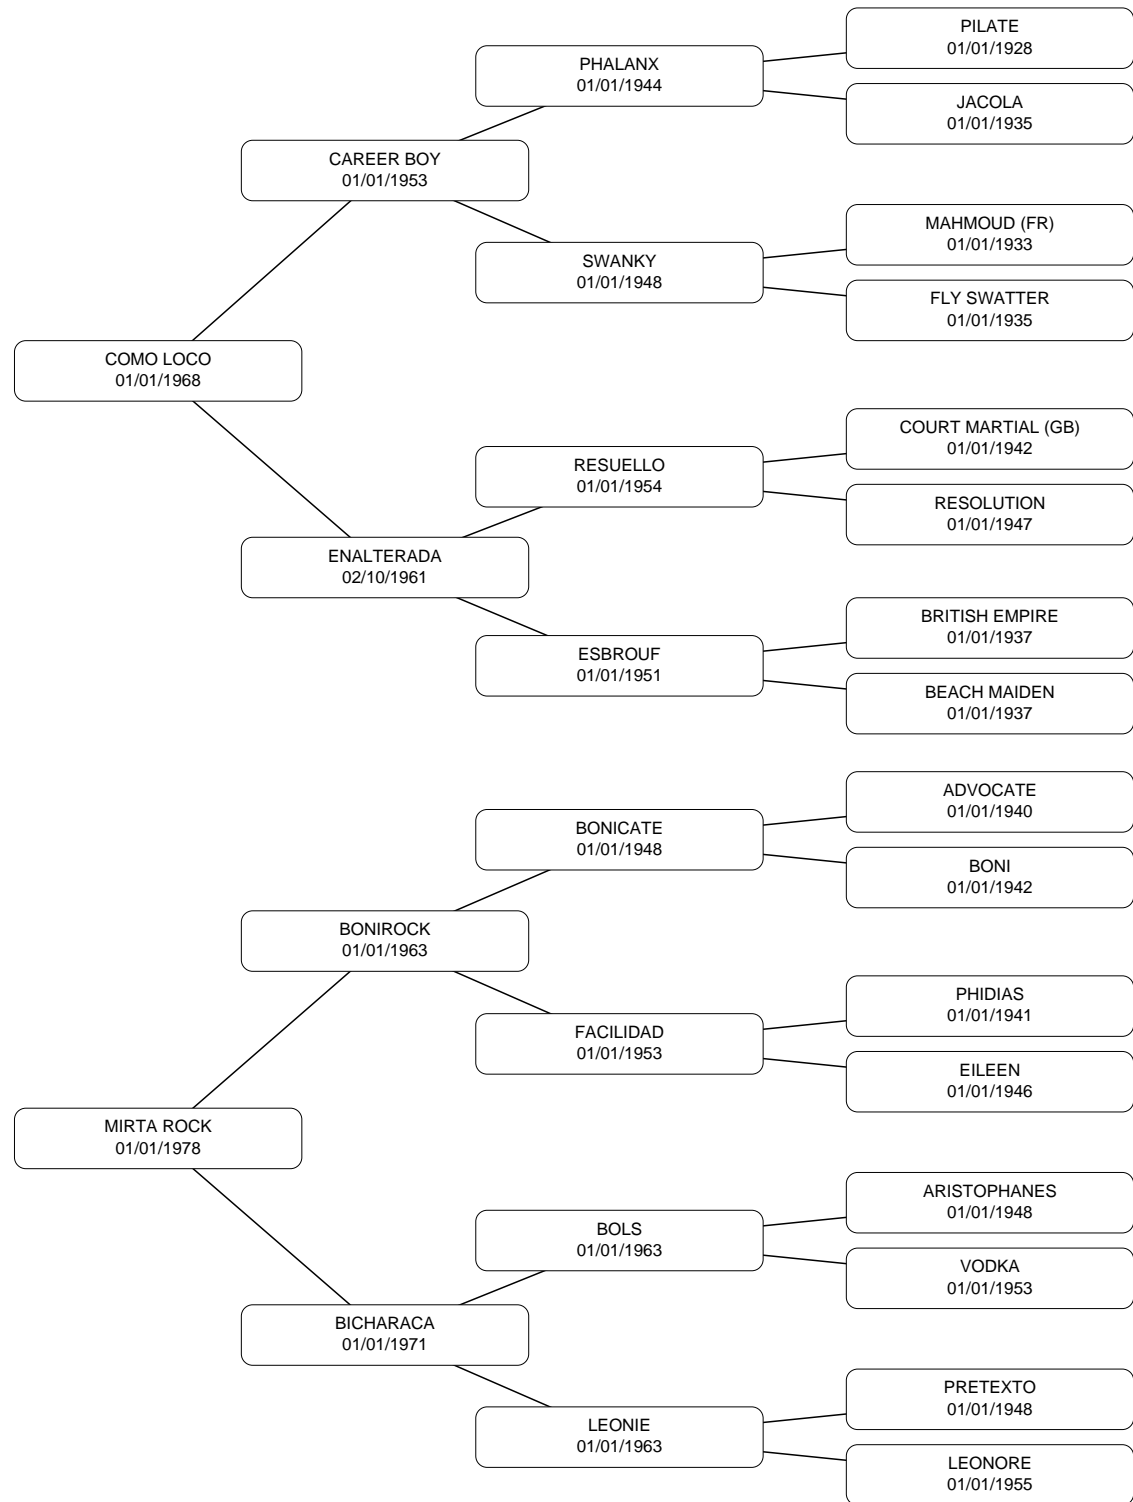 PILATE
01/01/1928
PHALANX
01/01/1944
JACOLA
01/01/1935
CAREER BOY
01/01/1953
MAHMOUD (FR)
01/01/1933
SWANKY
01/01/1948
FLY SWATTER
01/01/1935
COMO LOCO
01/01/1968
COURT MARTIAL (GB)
01/01/1942
RESUELLO
01/01/1954
RESOLUTION
01/01/1947
ENALTERADA
02/10/1961
BRITISH EMPIRE
01/01/1937
ESBROUF
01/01/1951
BEACH MAIDEN
01/01/1937
ADVOCATE
01/01/1940
BONICATE
01/01/1948
BONI
01/01/1942
BONIROCK
01/01/1963
PHIDIAS
01/01/1941
FACILIDAD
01/01/1953
EILEEN
01/01/1946
MIRTA ROCK
01/01/1978
ARISTOPHANES
01/01/1948
BOLS
01/01/1963
VODKA
01/01/1953
BICHARACA
01/01/1971
PRETEXTO
01/01/1948
LEONIE
01/01/1963
LEONORE
01/01/1955